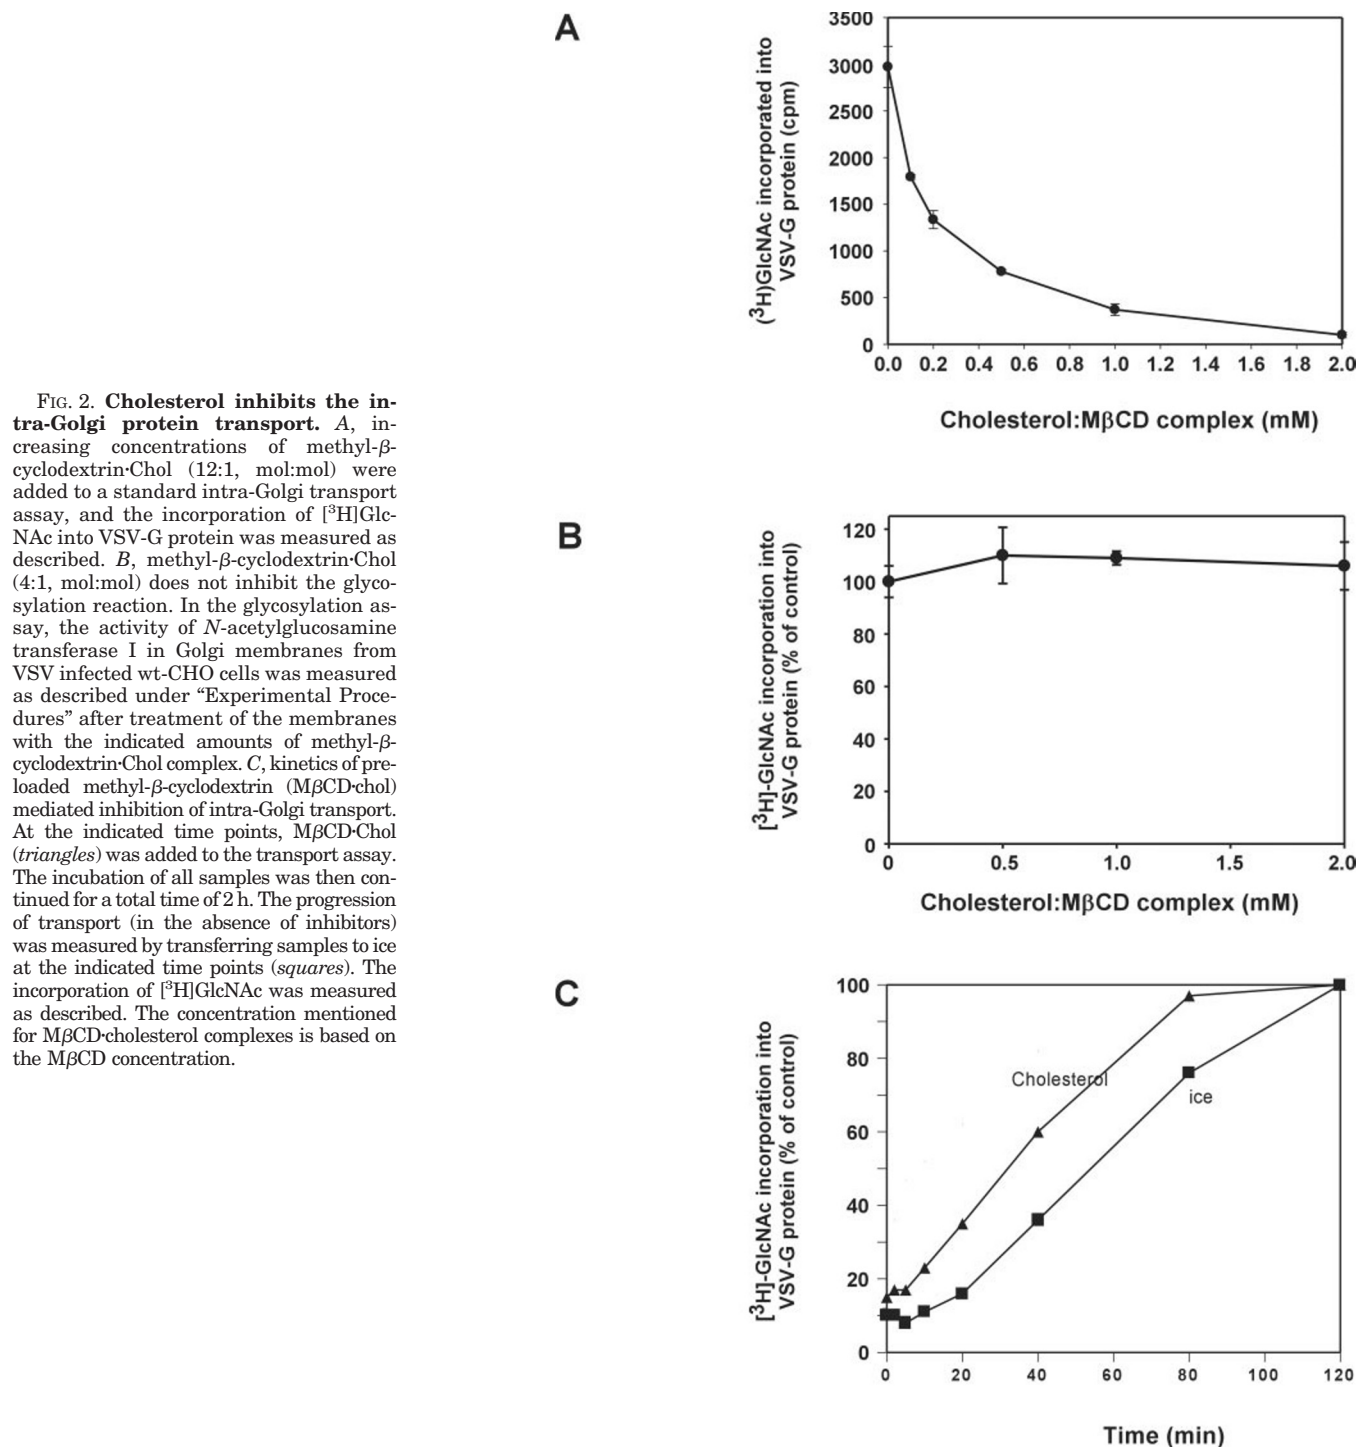 FIG. 2. Cholesterol inhibits the in-
tra-Golgi protein transport. A, in-
creasing concentrations of methyl-β-
cyclodextrin·Chol (12:1, mol:mol) were
added to a standard intra-Golgi transport
assay, and the incorporation of [³H]Glc-
NAc into VSV-G protein was measured as
described. B, methyl-β-cyclodextrin·Chol
(4:1, mol:mol) does not inhibit the glyco-
sylation reaction. In the glycosylation as-
say, the activity of N-acetylglucosamine
transferase I in Golgi membranes from
VSV infected wt-CHO cells was measured
as described under “Experimental Proce-
dures” after treatment of the membranes
with the indicated amounts of methyl-β-
cyclodextrin·Chol complex. C, kinetics of pre-
loaded methyl-β-cyclodextrin (MβCD·chol)
mediated inhibition of intra-Golgi transport.
At the indicated time points, MβCD·Chol
(triangles) was added to the transport assay.
The incubation of all samples was then con-
tinued for a total time of 2 h. The progression
of transport (in the absence of inhibitors)
was measured by transferring samples to ice
at the indicated time points (squares). The
incorporation of [³H]GlcNAc was measured
as described. The concentration mentioned
for MβCD·cholesterol complexes is based on
the MβCD concentration.
A
(³H)GlcNAc incorporated into
VSV-G protein (cpm)
3500
3000
2500
2000
1500
1000
500
0
0.0 0.2 0.4 0.6 0.8 1.0 1.2 1.4 1.6 1.8 2.0
Cholesterol:MβCD complex (mM)
B
[³H]-GlcNAc incorporation into
VSV-G protein (% of control)
120
100
80
60
40
20
0
0 0.5 1.0 1.5 2.0
Cholesterol:MβCD complex (mM)
C
[³H]-GlcNAc incorporation into
VSV-G protein (% of control)
100
80
60
40
20
0
Cholesterol
ice
0 20 40 60 80 100 120
Time (min)